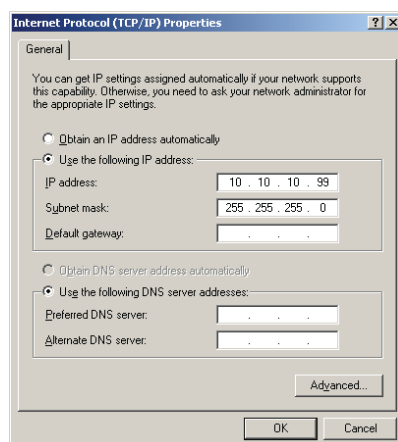 Internet Protocol (TCP/IP) Properties ? X
General
You can get IP settings assigned automatically if your network supports
this capability. Otherwise, you need to ask your network administrator for
the appropriate IP settings.
Obtain an IP address automatically
Use the following IP address:
IP address: 10 . 10 . 10 . 99
Subnet mask: 255 . 255 . 255 . 0
Default gateway: . . .
Obtain DNS server address automatically
Use the following DNS server addresses:
Preferred DNS server: . . .
Alternate DNS server: . . .
Advanced...
OK Cancel